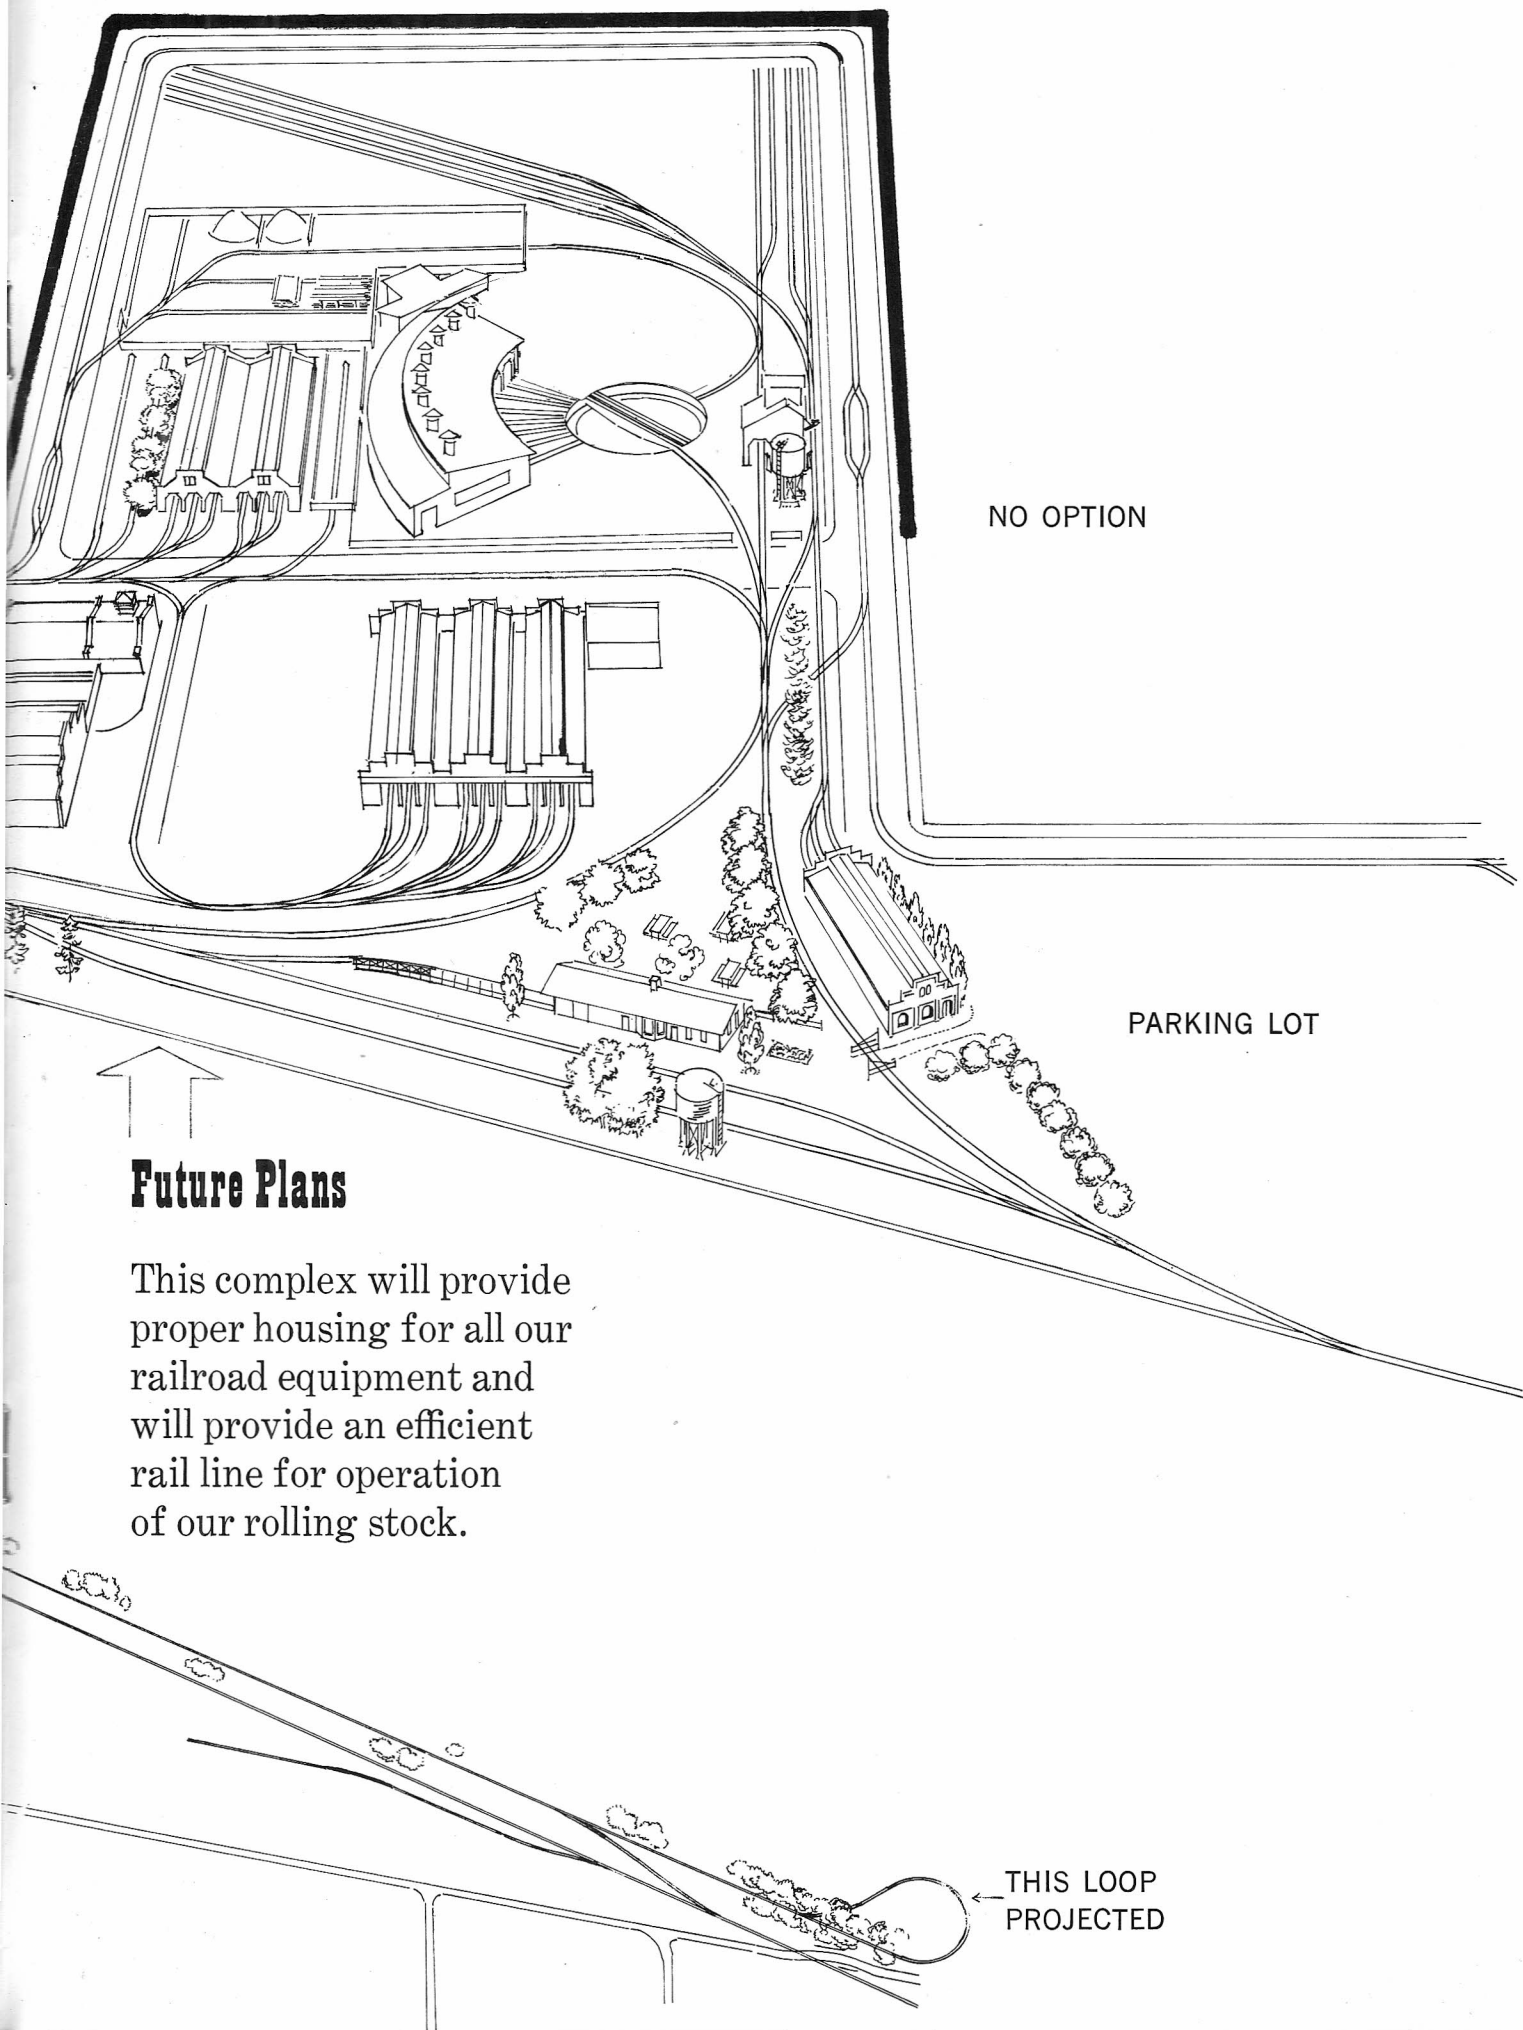 NO OPTION
PARKING LOT
Future Plans
This complex will provide
proper housing for all our
railroad equipment and
will provide an efficient
rail line for operation
of our rolling stock.
THIS LOOP
PROJECTED